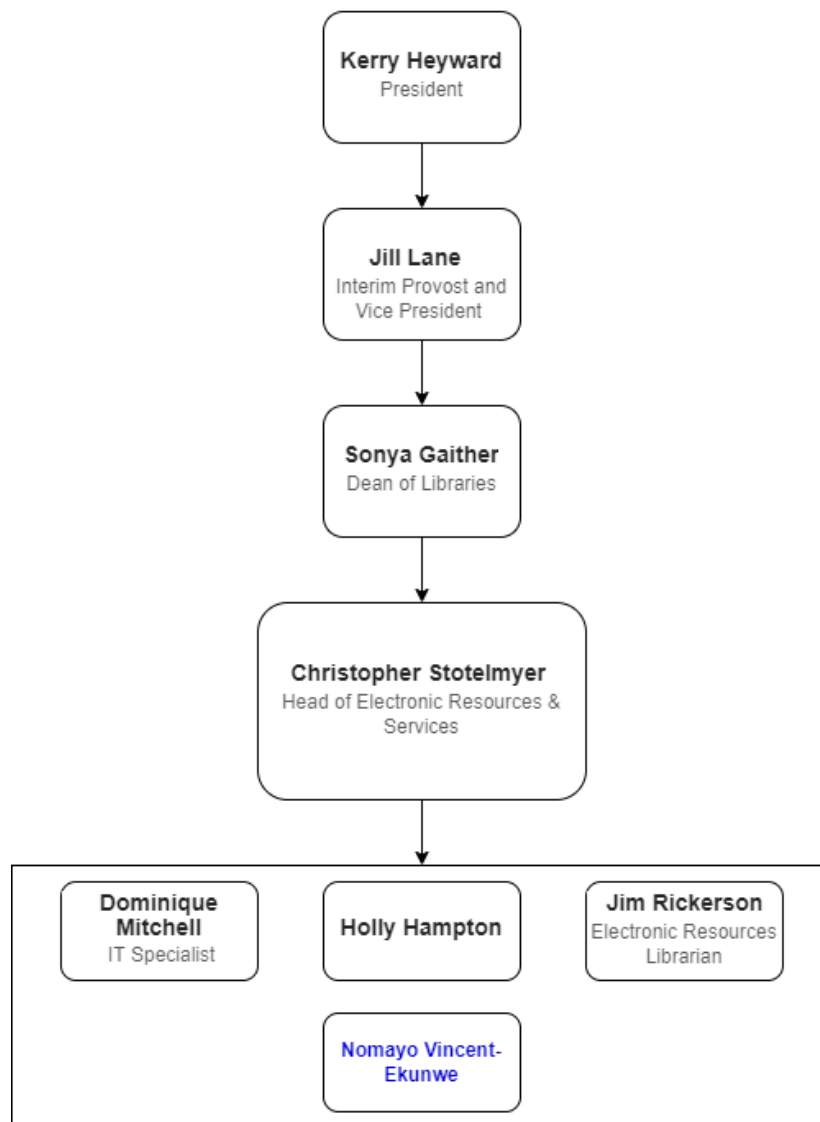 Kerry Heyward
President
Jill Lane
Interim Provost and
Vice President
Sonya Gaither
Dean of Libraries
Christopher Stotelmyer
Head of Electronic Resources &
Services
Dominique
Mitchell
IT Specialist
Holly Hampton
Jim Rickerson
Electronic Resources
Librarian
Nomayo Vincent-
Ekunwe